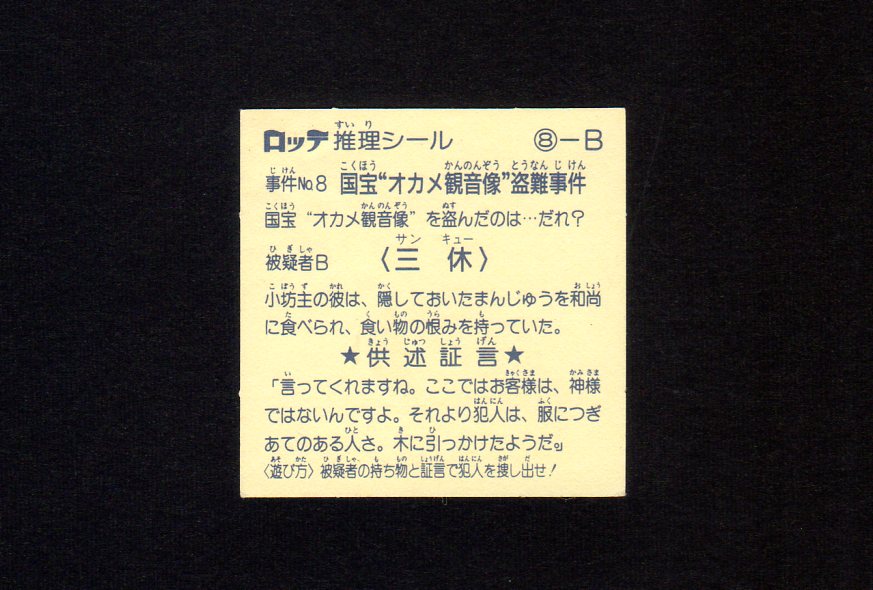 ロッテ推理シール ⑧－B
事件No.8 国宝“オカメ観音像”盗難事件
国宝 “オカメ観音像” を盗んだのは…だれ？
被疑者B 〈三休〉
小坊主の彼は、隠しておいたまんじゅうを和尚
に食べられ、食い物の恨みを持っていた。
★供述証言★
「言ってくれますね。ここではお客様は、神様
ではないんですよ。それより犯人は、服につぎ
あてのある人さ。木に引っかけたようだ。」
〈遊び方〉被疑者の持ち物と証言で犯人を捜し出せ！